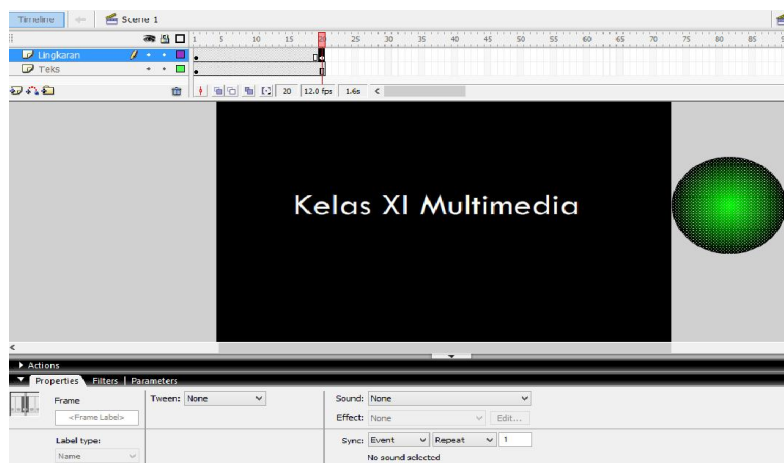 Timeline Scene 1
1 5 10 15 20 25 30 35 40 45 50 55 60 65 70 75 80 85
Lingkaran
Teks
20 12.0 fps 1.6s
Kelas XI Multimedia
Actions
Properties Filters Parameters
Frame Tween: None Sound: None
<Frame Label> Effect: None Edit...
Label type: Sync: Event Repeat 1
Name No sound selected